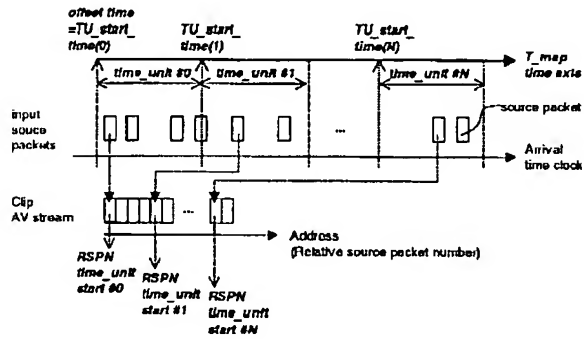 offset time
=TU_start_
time(0)
TU_start_
time(1)
TU_start_
time(N)
T_map
time axis
time_unit #0
time_unit #1
time_unit #N
source packet
input
souce
packets
...
Arrival
time clock
Clip
AV stream
...
Address
(Relative source packet number)
RSPN
time_unit
start #0
RSPN
time_unit
start #1
RSPN
time_unit
start #N